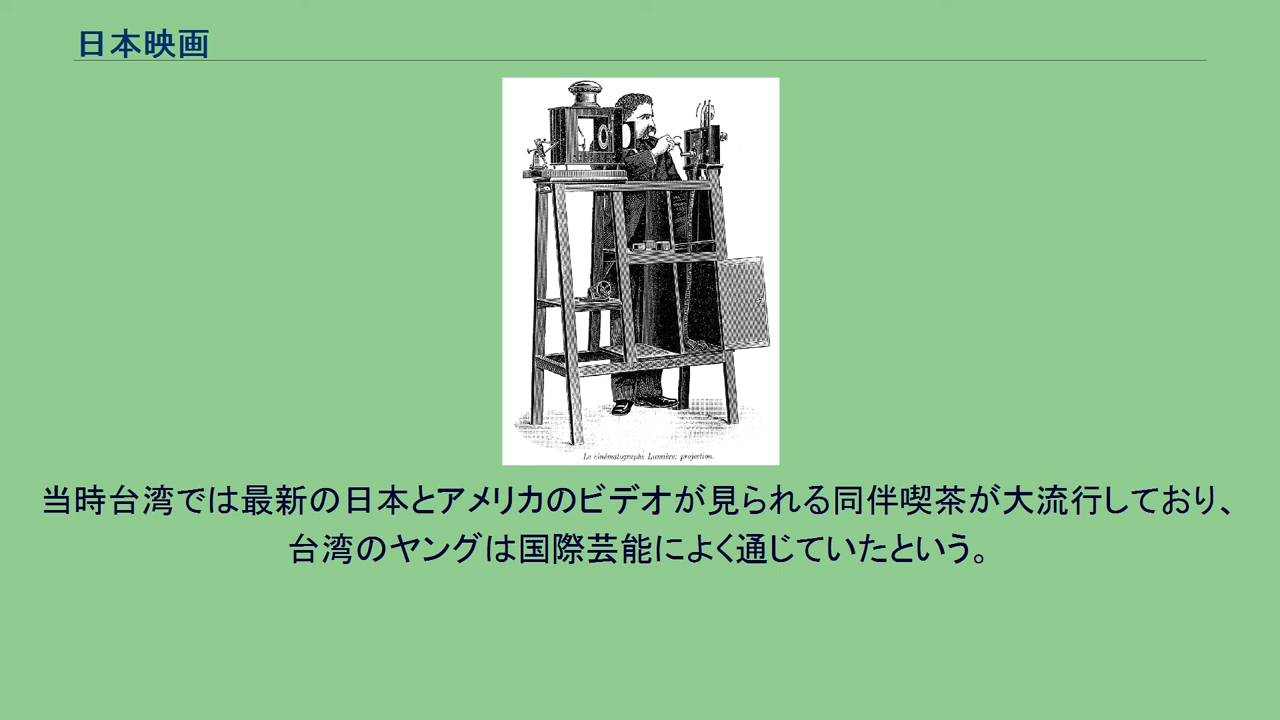 日本映画
Le cinématographe Lumière: projection.
当時台湾では最新の日本とアメリカのビデオが見られる同伴喫茶が大流行しており、
台湾のヤングは国際芸能によく通じていたという。